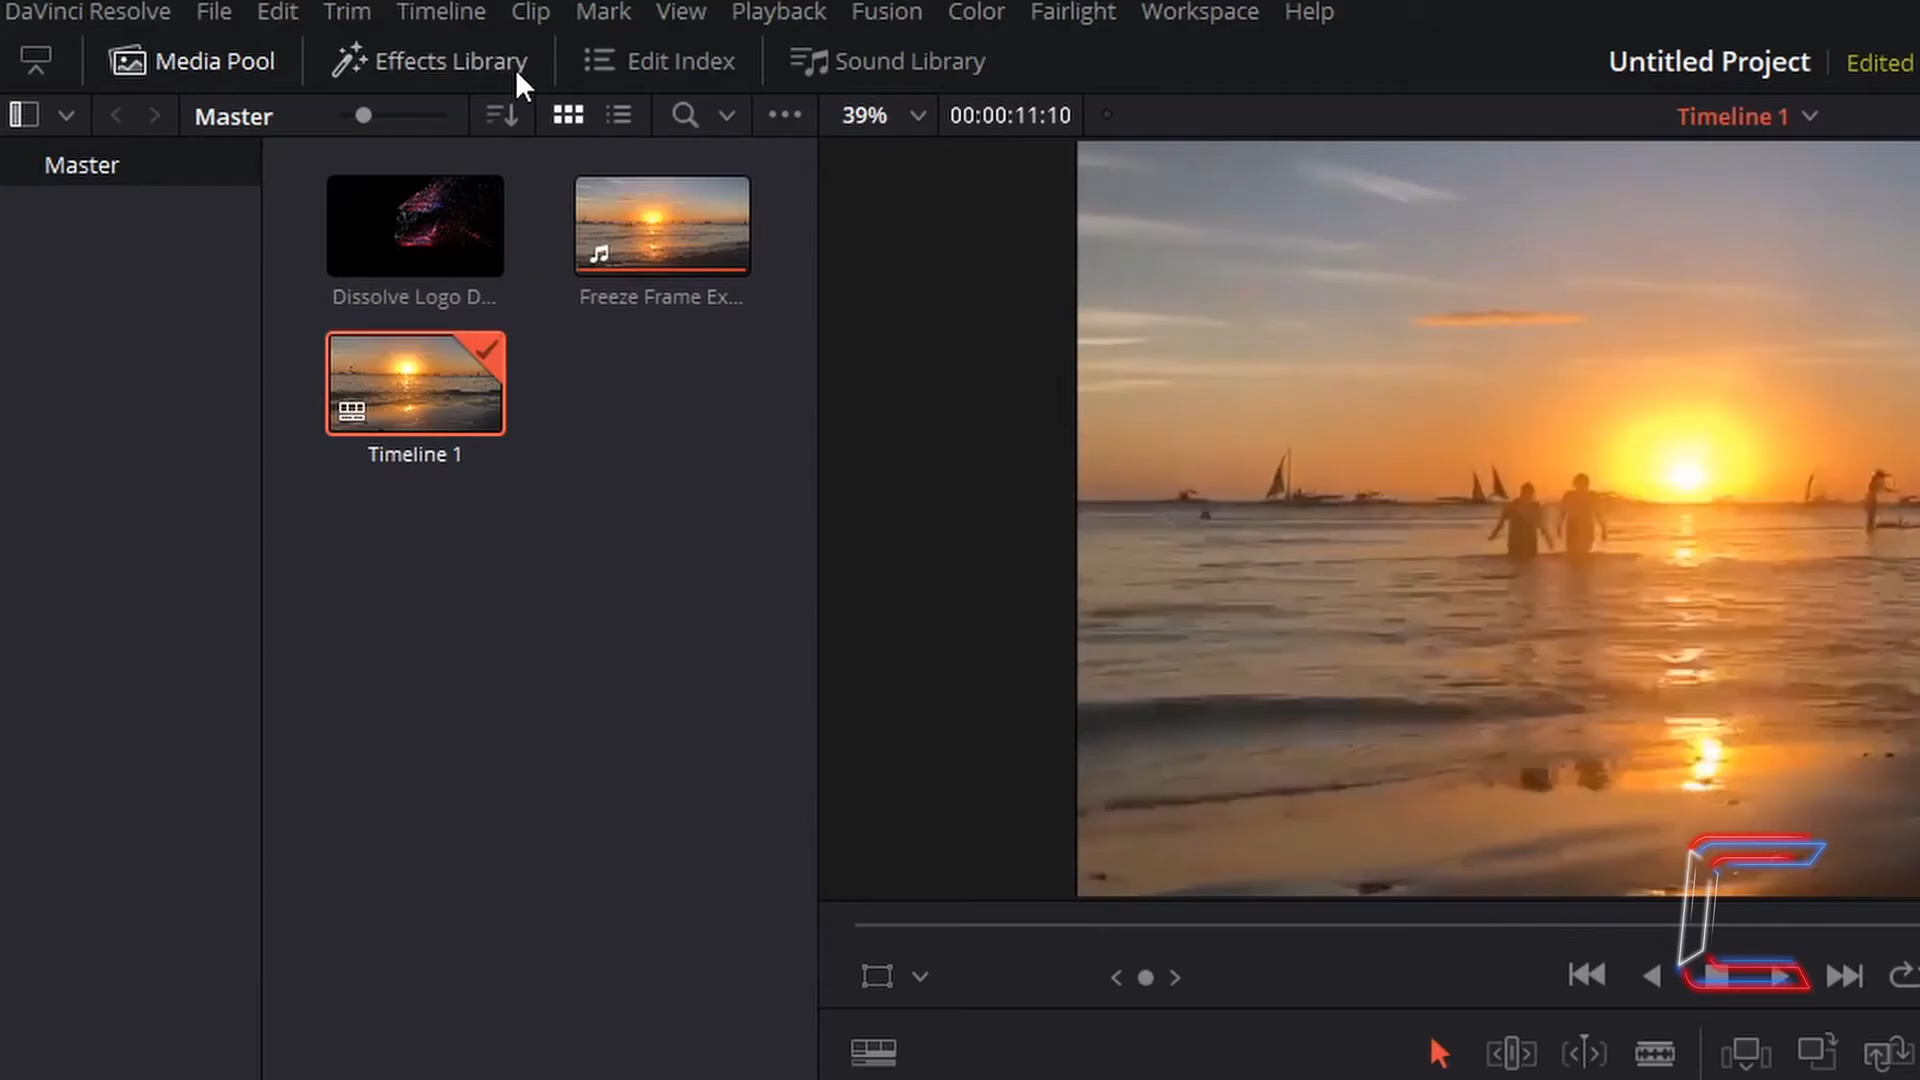 DaVinci Resolve File Edit Trim Timeline Clip Mark View Playback Fusion Color Fairlight Workspace Help
Media Pool Effects Library Edit Index Sound Library Untitled Project Edited
Master 39% 00:00:11:10 Timeline 1
Master
Dissolve Logo D... Freeze Frame Ex...
Timeline 1